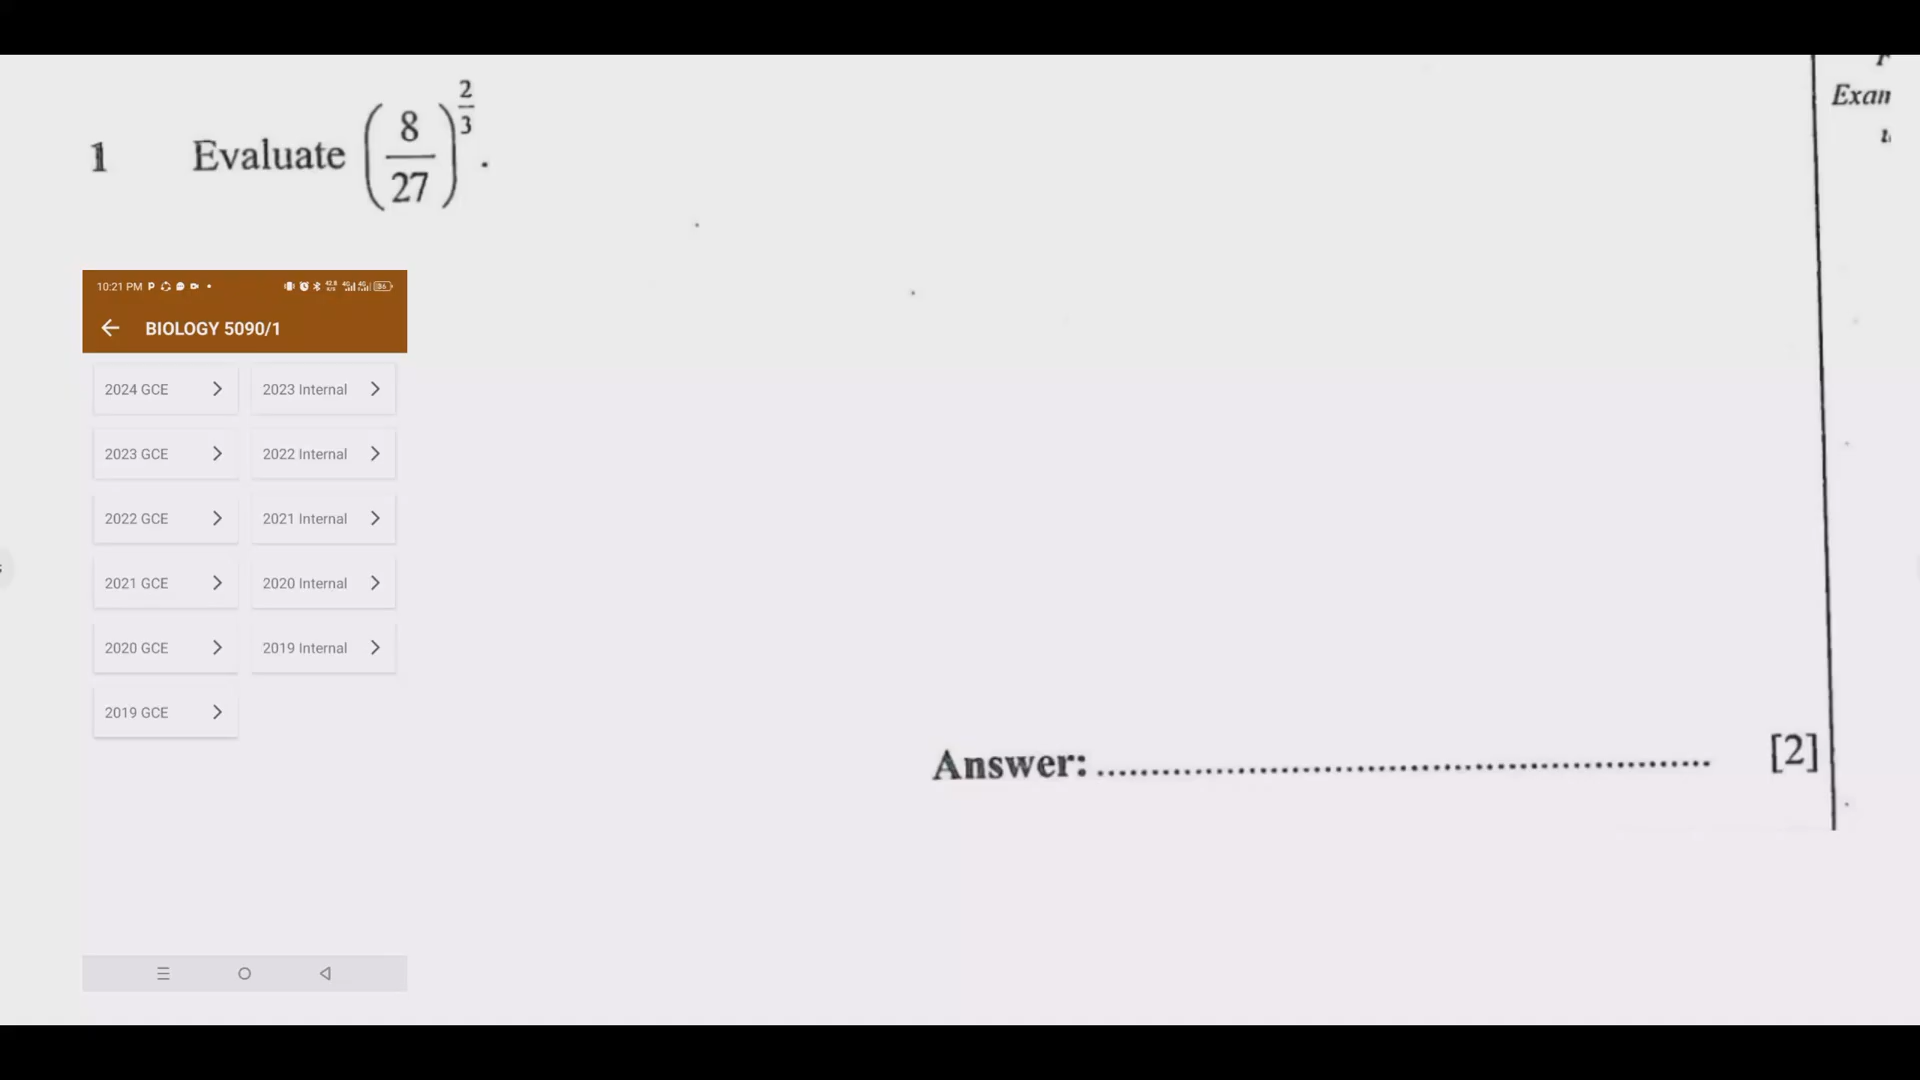 Exam
1 Evaluate (8/27)^(2/3).
10:21 PM
BIOLOGY 5090/1
2024 GCE
2023 Internal
2023 GCE
2022 Internal
2022 GCE
2021 Internal
2021 GCE
2020 Internal
2020 GCE
2019 Internal
2019 GCE
Answer: ........................................ [2]